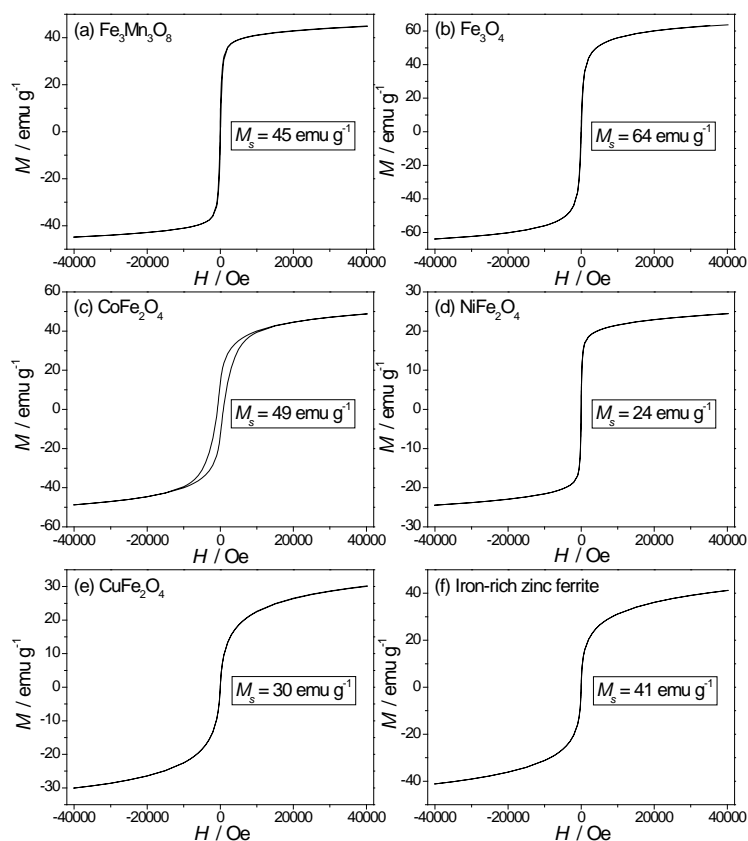 (a) Fe₃Mn₃O₈
M / emu g⁻¹
40
20
0
-20
-40
Mₛ = 45 emu g⁻¹
-40000 -20000 0 20000 40000
H / Oe
(b) Fe₃O₄
M / emu g⁻¹
60
40
20
0
-20
-40
-60
Mₛ = 64 emu g⁻¹
-40000 -20000 0 20000 40000
H / Oe
(c) CoFe₂O₄
M / emu g⁻¹
60
40
20
0
-20
-40
-60
Mₛ = 49 emu g⁻¹
-40000 -20000 0 20000 40000
H / Oe
(d) NiFe₂O₄
M / emu g⁻¹
30
20
10
0
-10
-20
-30
Mₛ = 24 emu g⁻¹
-40000 -20000 0 20000 40000
H / Oe
(e) CuFe₂O₄
M / emu g⁻¹
30
20
10
0
-10
-20
-30
Mₛ = 30 emu g⁻¹
-40000 -20000 0 20000 40000
H / Oe
(f) Iron-rich zinc ferrite
M / emu g⁻¹
40
20
0
-20
-40
Mₛ = 41 emu g⁻¹
-40000 -20000 0 20000 40000
H / Oe